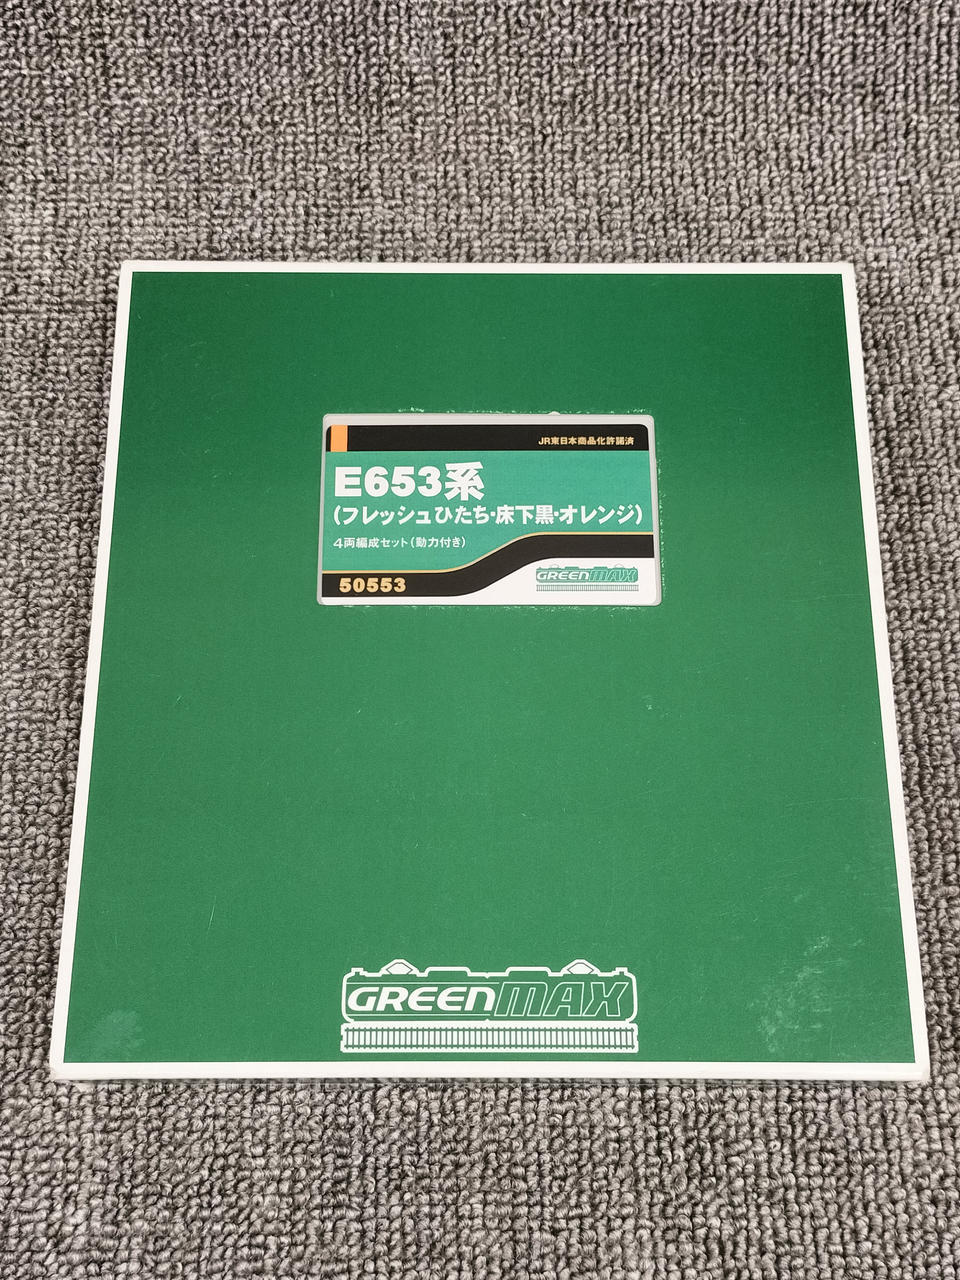 JR東日本商品化許諾済
E653系
(フレッシュひたち・床下黒・オレンジ)
4両編成セット(動力付き)
50553
GREENMAX
GREENMAX